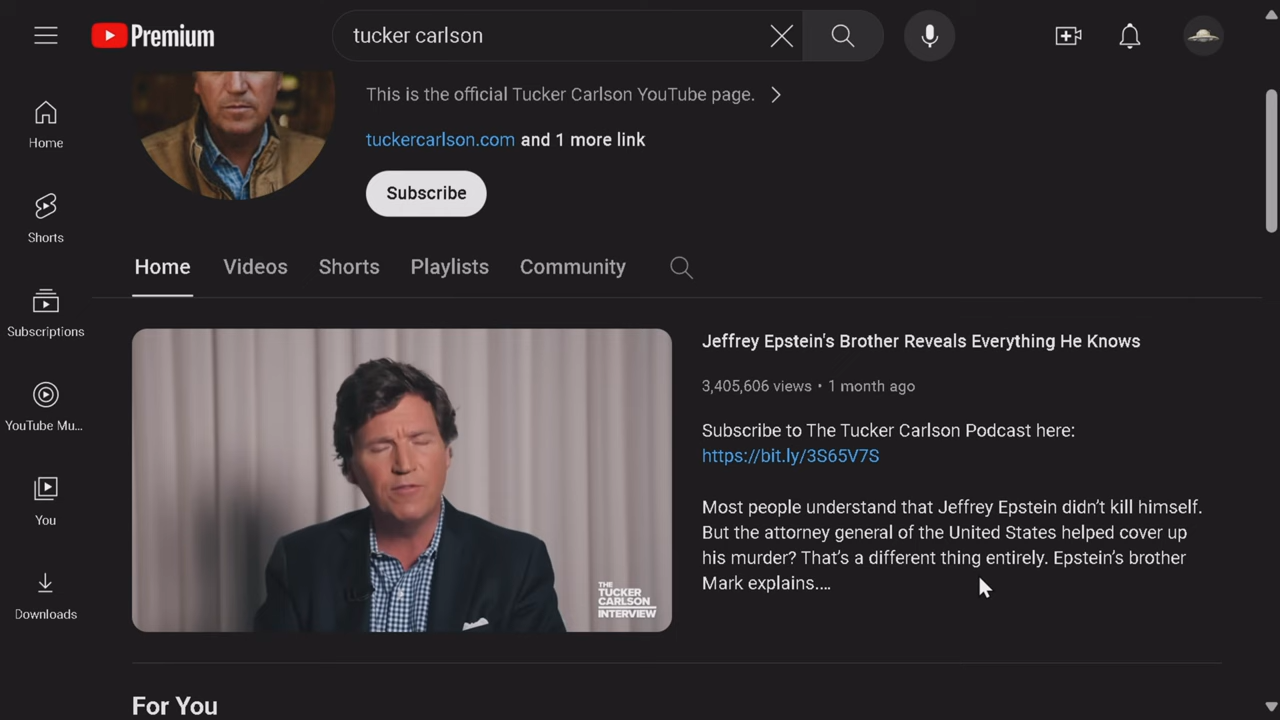 Premium
tucker carlson
This is the official Tucker Carlson YouTube page.
tuckercarlson.com and 1 more link
Subscribe
Home
Shorts
Subscriptions
YouTube Mu...
You
Downloads
Home Videos Shorts Playlists Community
THE
TUCKER
CARLSON
INTERVIEW
Jeffrey Epstein's Brother Reveals Everything He Knows
3,405,606 views • 1 month ago
Subscribe to The Tucker Carlson Podcast here:
https://bit.ly/3S65V7S
Most people understand that Jeffrey Epstein didn’t kill himself.
But the attorney general of the United States helped cover up
his murder? That’s a different thing entirely. Epstein’s brother
Mark explains....
For You